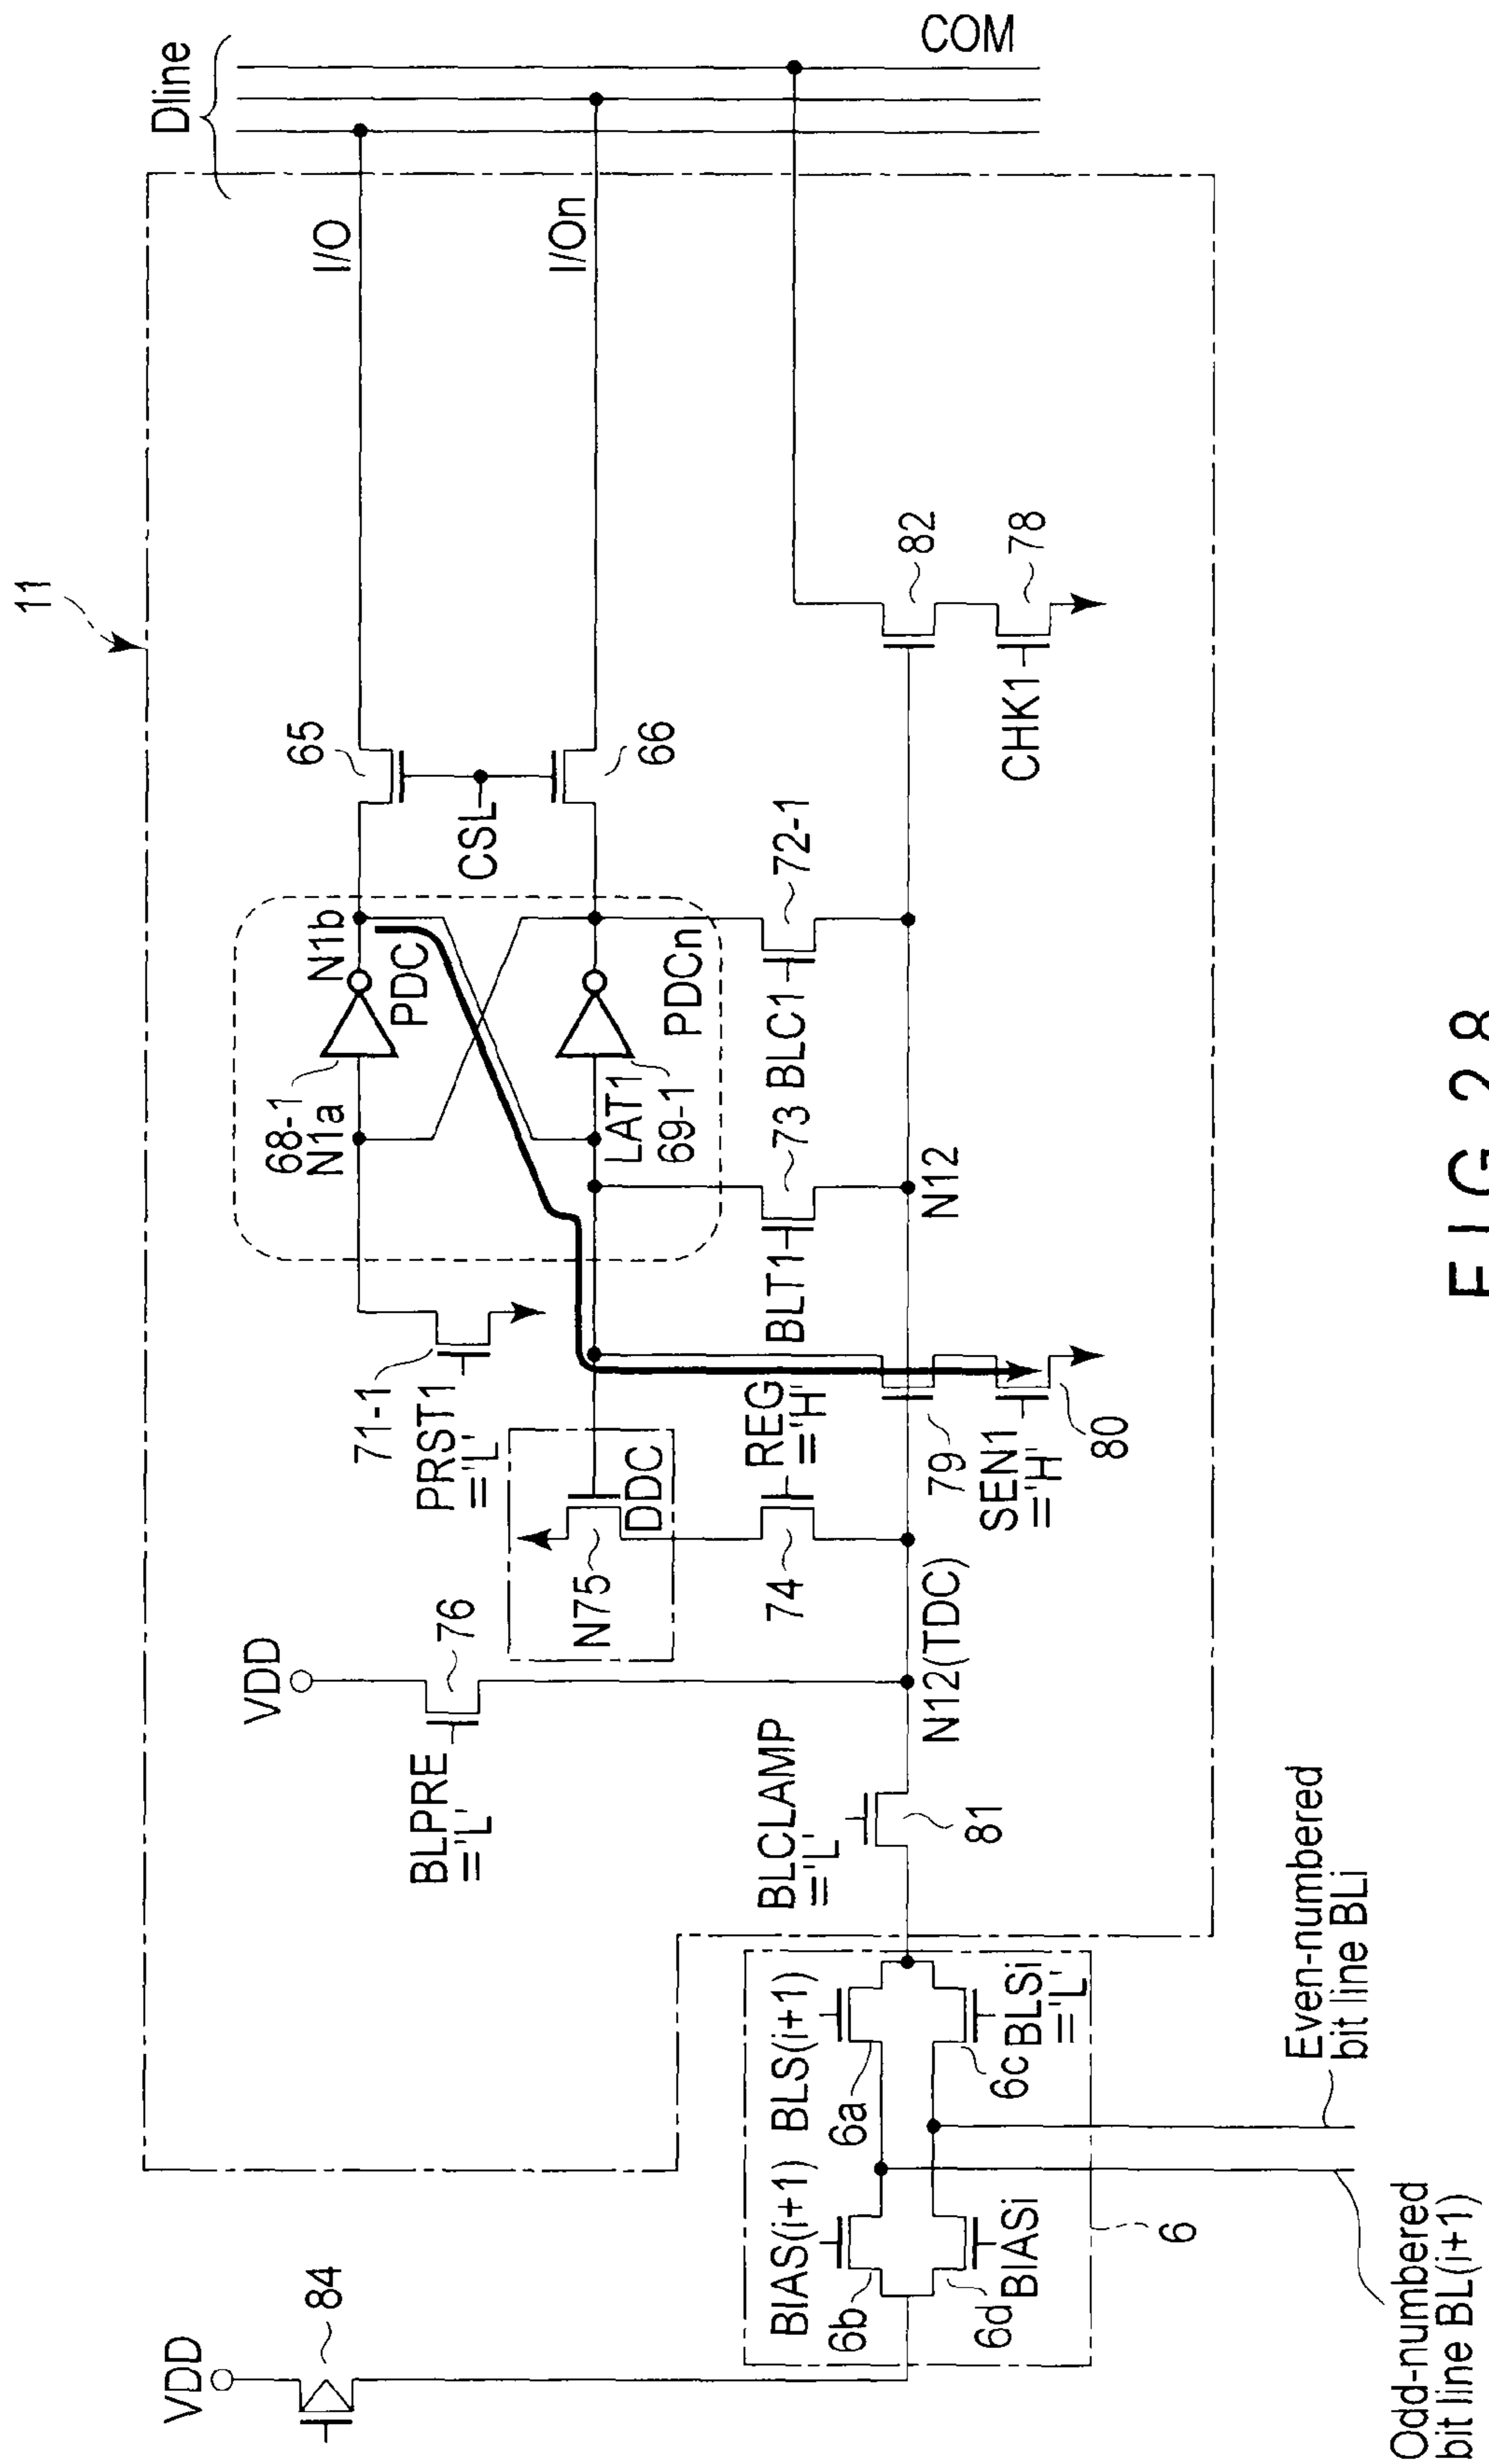 11
Dline
COM
I/O
I/On
65
66
CSL
68-1
N1a
N1b
PDC
LAT1
69-1
PDCn
72-1
BLC1
73
BLT1
82
78
CHK1
N12
71-1
PRST1
='L'
REG
='H'
79
SEN1
='H'
80
DDC
N75
74
VDD
76
BLPRE
='L'
N12(TDC)
BLCLAMP
='L'
81
VDD
84
BIAS(i+1)
BLS(i+1)
6b
6a
6d
BIASi
6c
BLSi
='L'
6
Even-numbered
bit line BLi
Odd-numbered
bit line BL(i+1)
FIG. 28